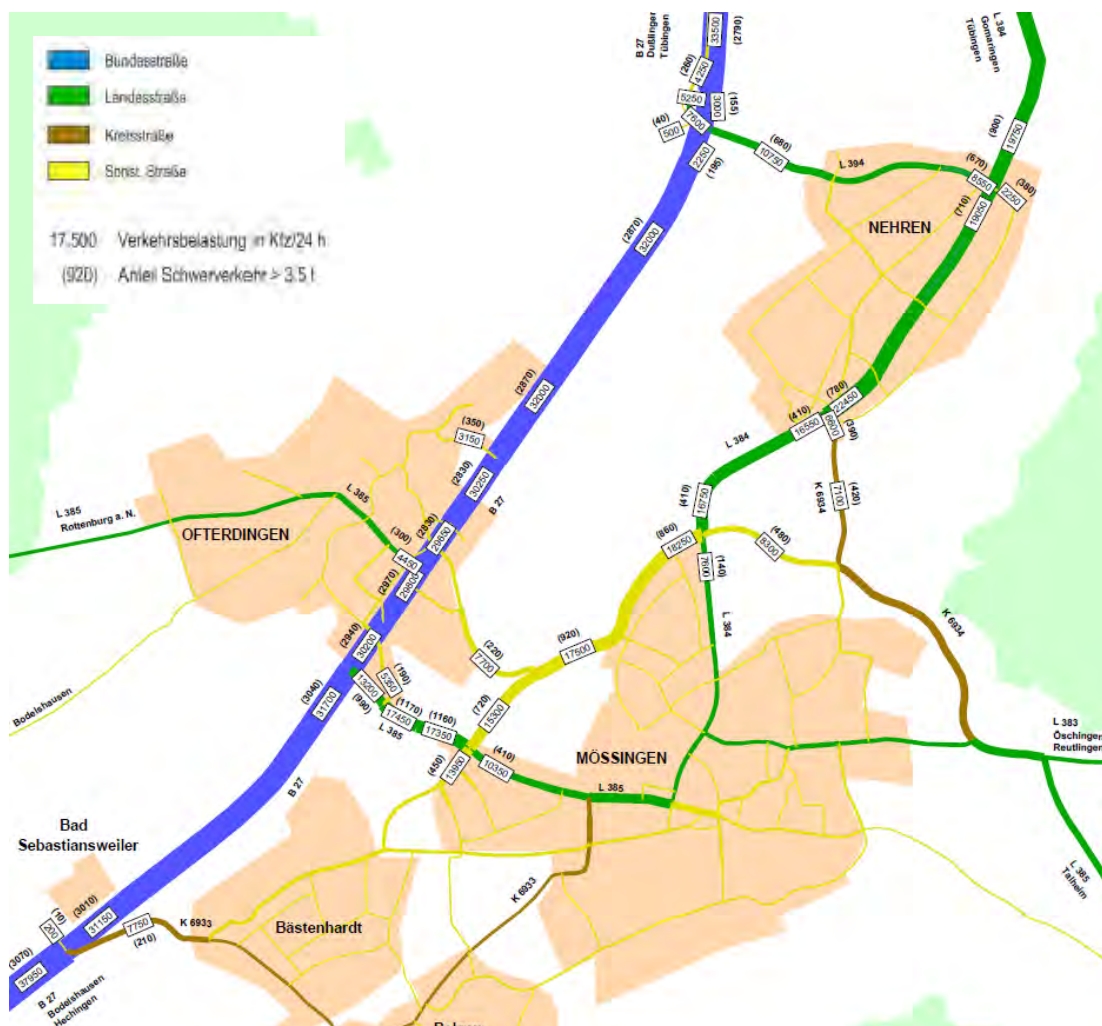 Bundesstraße
Landesstraße
Kreisstraße
Sonst. Straße
17.500 Verkehrsbelastung in Kfz/24 h
(920) Anteil Schwerverkehr > 3.5 t
B 27
Dußlingen
Tübingen
33500
(2790)
(260)
4250
5250
7600
3000
(155)
(40)
500
2250
(195)
(680)
10750
L 394
L 384
Gomaringen
Tübingen
(900)
19750
(670)
8550
(380)
2250
(710)
19050
NEHREN
(2870)
32000
(2870)
32000
(780)
22450
(410)
16550
6600
(390)
L 384
(350)
3150
(2830)
30250
B 27
(410)
16750
K 6934
7100
(420)
L 385
Rottenburg a. N.
L 385
OFTERDINGEN
(300)
4450
(2830)
29650
(2970)
29800
(860)
18250
(480)
8300
7600
(140)
L 384
K 6934
(2940)
30200
(220)
7700
(920)
17500
(190)
5350
13200
(990)
(3040)
31700
(1170)
17450
(1160)
17350
L 385
(720)
15300
(450)
13950
(410)
10350
MÖSSINGEN
L 385
L 383
Öschingen
Reutlingen
L 385
Talheim
Bodelshausen
B 27
Bad
Sebastiansweiler
(10)
200
(3010)
31150
7750
(210)
K 6933
Bästenhardt
K 6933
(3070)
37950
B 27
Bodelshausen
Hechingen